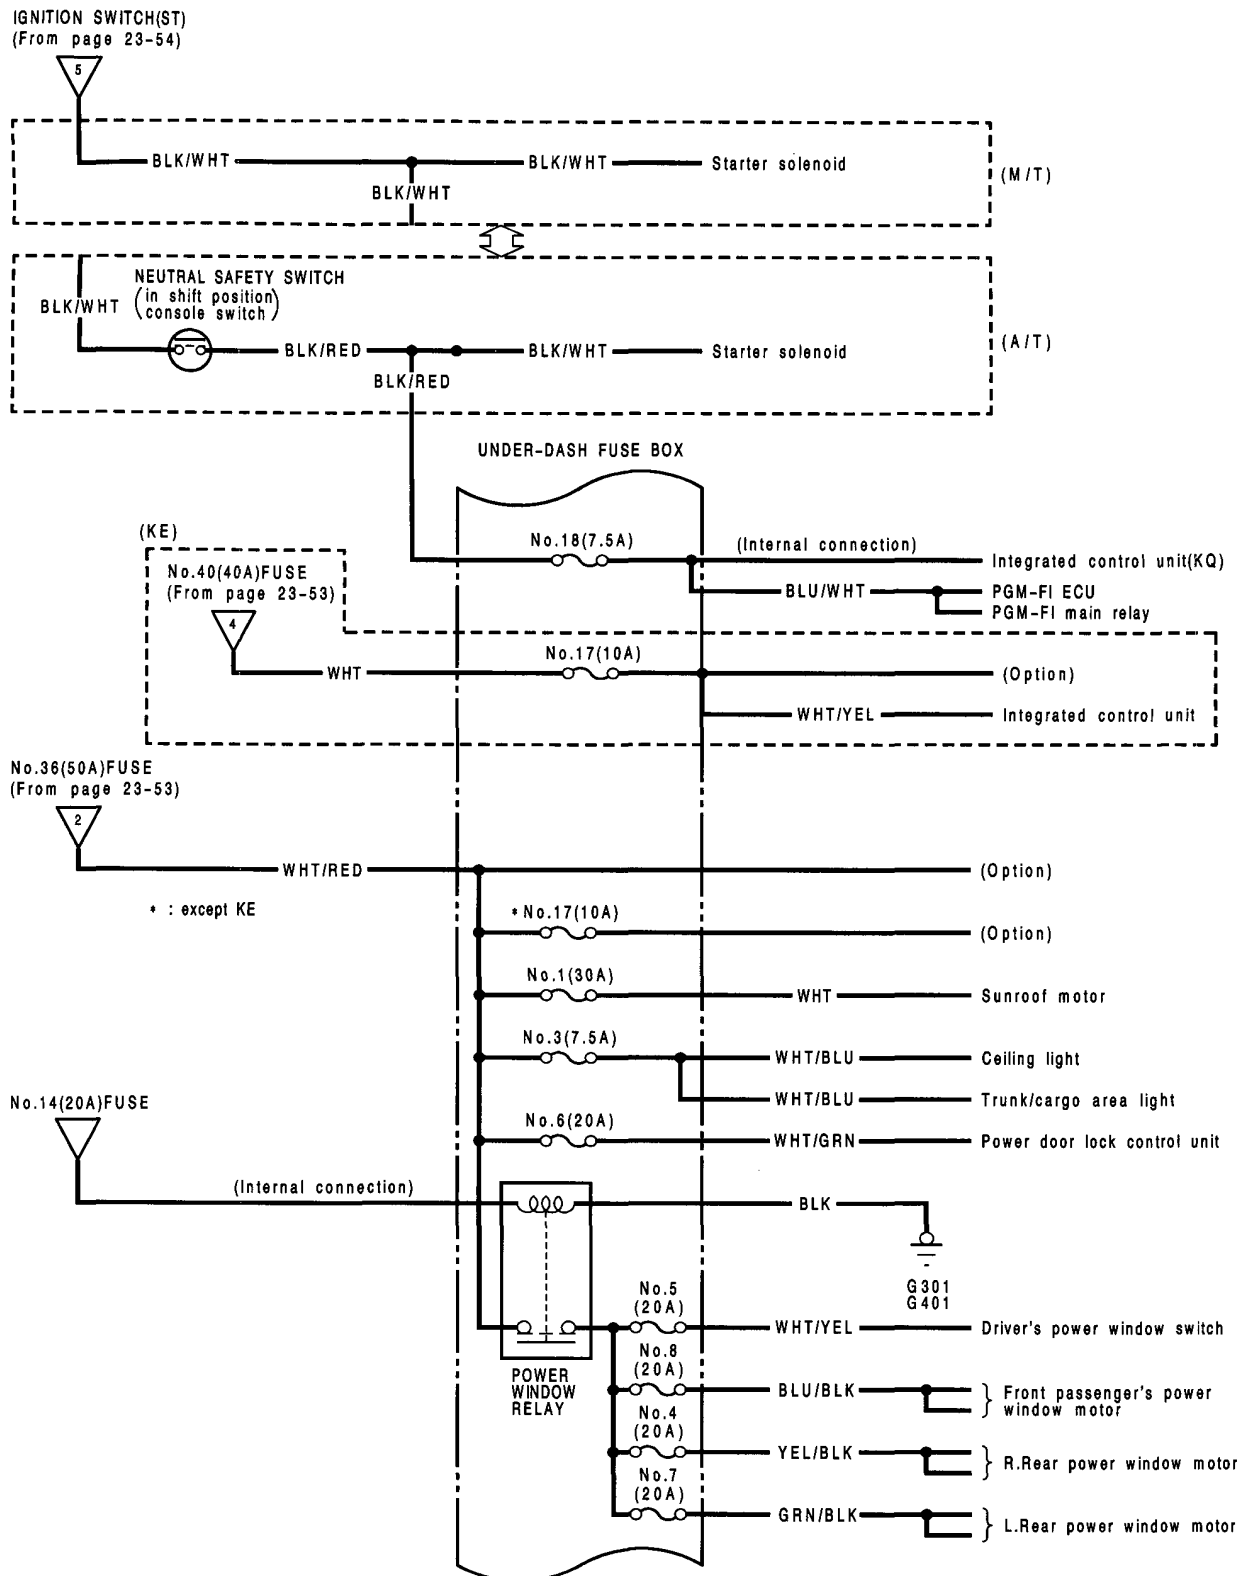 IGNITION SWITCH(ST)
(From page 23-54)
5
BLK/WHT
BLK/WHT
Starter solenoid
(M/T)
BLK/WHT
NEUTRAL SAFETY SWITCH
(in shift position
console switch)
BLK/WHT
BLK/RED
BLK/WHT
Starter solenoid
(A/T)
BLK/RED
UNDER-DASH FUSE BOX
(KE)
No.18(7.5A)
(Internal connection)
Integrated control unit(KQ)
No.40(40A)FUSE
(From page 23-53)
BLU/WHT
PGM-FI ECU
PGM-FI main relay
4
No.17(10A)
WHT
(Option)
WHT/YEL
Integrated control unit
No.36(50A)FUSE
(From page 23-53)
2
WHT/RED
(Option)
* : except KE
*No.17(10A)
(Option)
No.1(30A)
WHT
Sunroof motor
No.3(7.5A)
WHT/BLU
Ceiling light
No.14(20A)FUSE
WHT/BLU
Trunk/cargo area light
No.6(20A)
WHT/GRN
Power door lock control unit
(Internal connection)
BLK
G301
G401
No.5
(20A)
WHT/YEL
Driver's power window switch
No.8
(20A)
POWER
WINDOW
RELAY
BLU/BLK
Front passenger's power
window motor
No.4
(20A)
YEL/BLK
R.Rear power window motor
No.7
(20A)
GRN/BLK
L.Rear power window motor